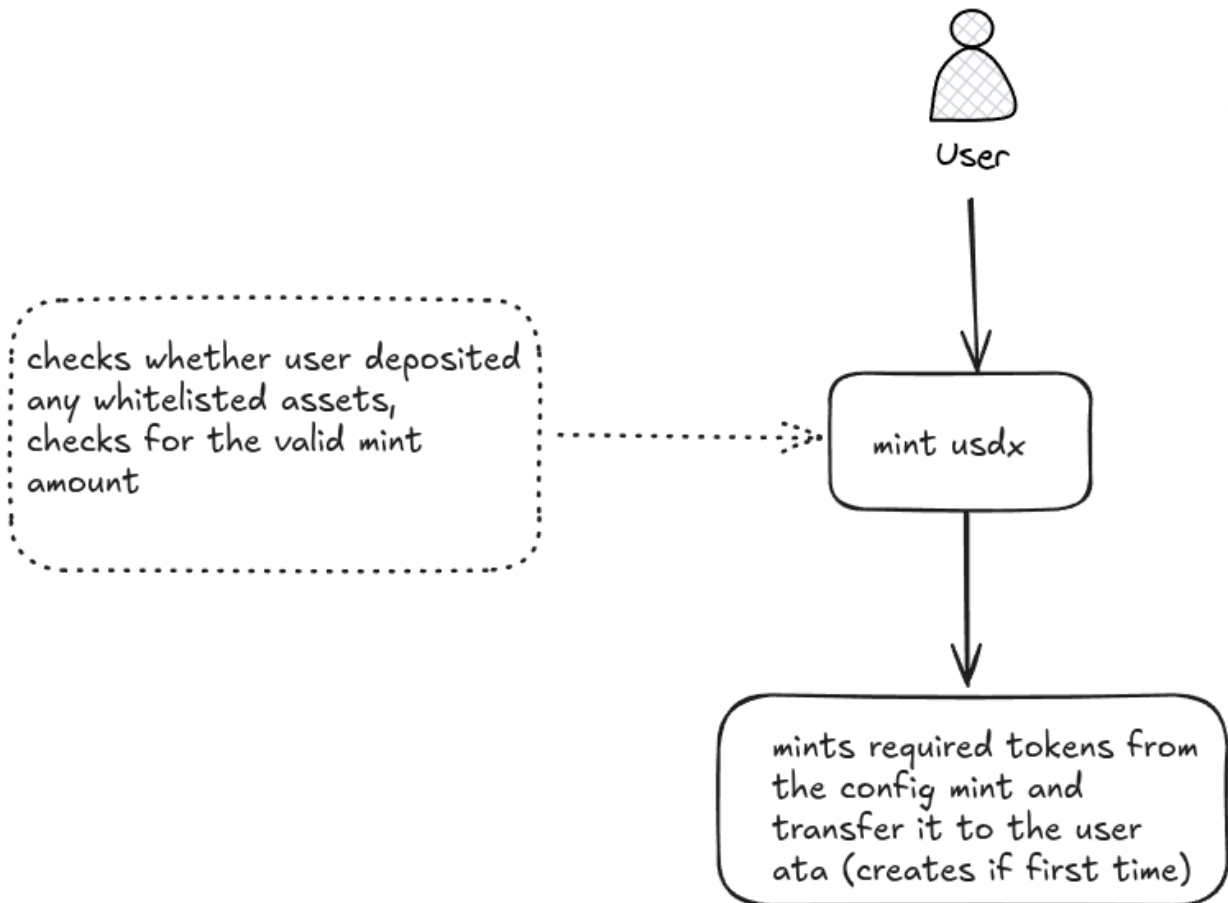 User
checks whether user deposited
any whitelisted assets,
checks for the valid mint
amount
mint usdx
mints required tokens from
the config mint and
transfer it to the user
ata (creates if first time)